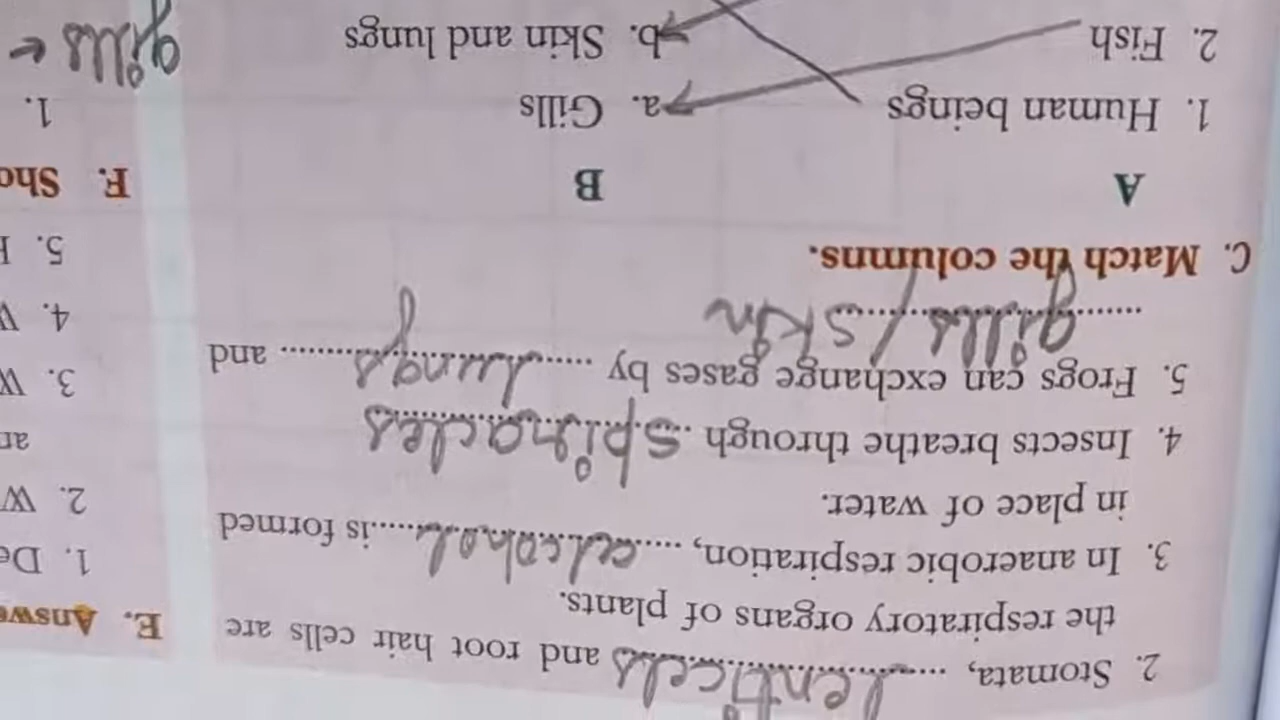 2. Stomata, lenticels and root hair cells are
the respiratory organs of plants.
3. In anaerobic respiration, alcohol is formed
in place of water.
4. Insects breathe through spiracles
5. Frogs can exchange gases by lungs and
gills/skin
C. Match the columns.
A B
1. Human beings a. Gills
2. Fish b. Skin and lungs
E. Answe
1. De
2. W
ar
3. W
4.
5.
F. Sho
1.
gills